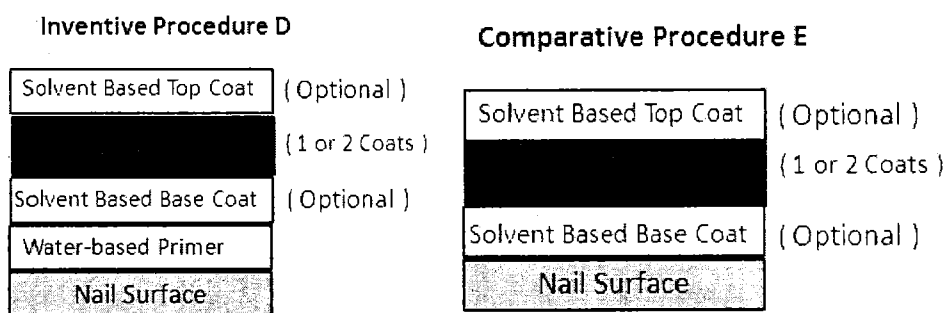 Inventive Procedure D
Solvent Based Top Coat (Optional)
(1 or 2 Coats)
Solvent Based Base Coat (Optional)
Water-based Primer
Nail Surface
Comparative Procedure E
Solvent Based Top Coat (Optional)
(1 or 2 Coats)
Solvent Based Base Coat (Optional)
Nail Surface